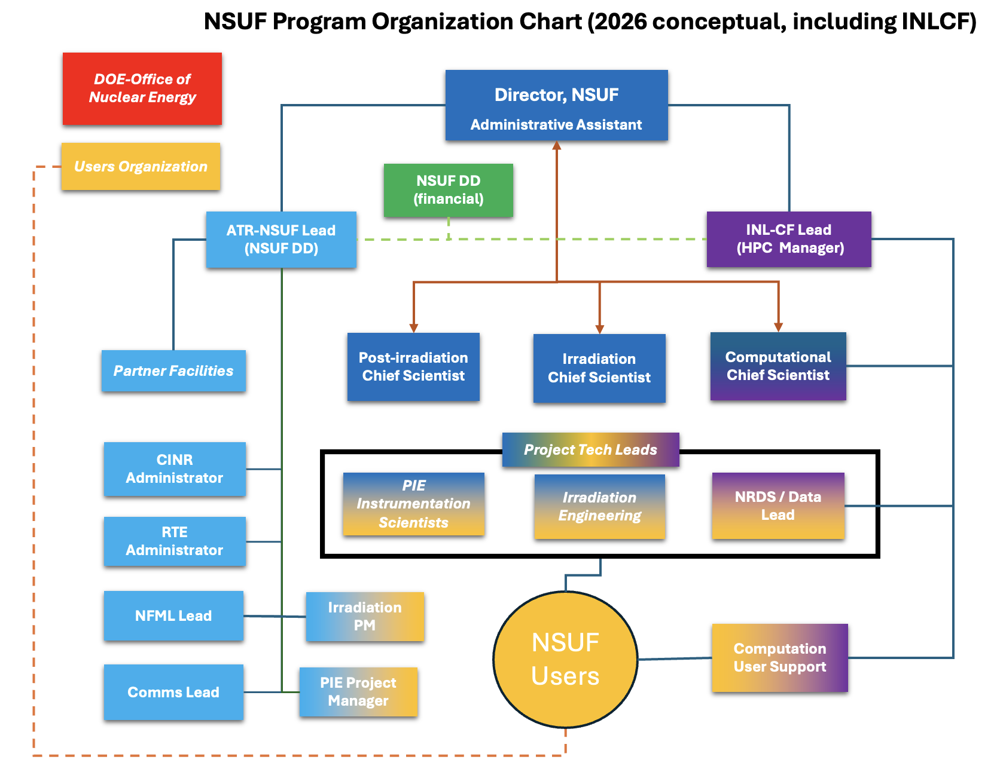 NSUF Program Organization Chart (2026 conceptual, including INLCF)
DOE-Office of
Nuclear Energy
Director, NSUF
Administrative Assistant
Users Organization
NSUF DD
(financial)
ATR-NSUF Lead
(NSUF DD)
INL-CF Lead
(HPC  Manager)
Partner Facilities
Post-irradiation
Chief Scientist
Irradiation
Chief Scientist
Computational
Chief Scientist
Project Tech Leads
CINR
Administrator
PIE
Instrumentation
Scientists
Irradiation
Engineering
NRDS / Data
Lead
RTE
Administrator
NFML Lead
Irradiation
PM
NSUF
Users
Computation
User Support
Comms Lead
PIE Project
Manager